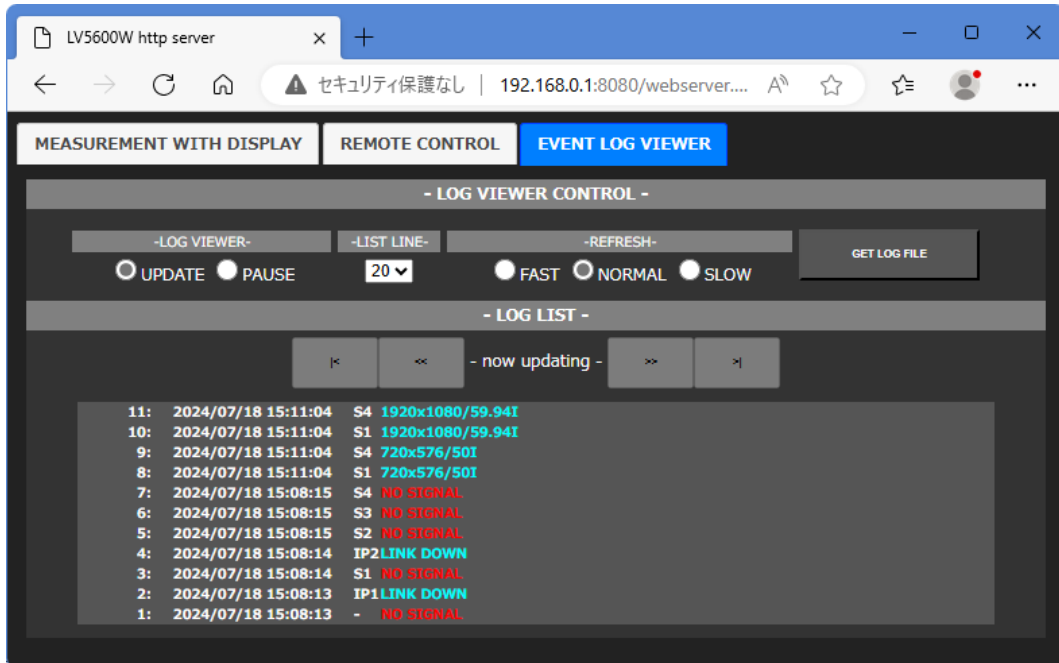 LV5600W http server
セキュリティ保護なし | 192.168.0.1:8080/webserver....
MEASUREMENT WITH DISPLAY REMOTE CONTROL EVENT LOG VIEWER
- LOG VIEWER CONTROL -
-LOG VIEWER- -LIST LINE- -REFRESH- GET LOG FILE
UPDATE PAUSE 20 FAST NORMAL SLOW
- LOG LIST -
|< << - now updating - >> >|
11: 2024/07/18 15:11:04 S4 1920x1080/59.94I
10: 2024/07/18 15:11:04 S1 1920x1080/59.94I
9: 2024/07/18 15:11:04 S4 720x576/50I
8: 2024/07/18 15:11:04 S1 720x576/50I
7: 2024/07/18 15:08:15 S4 NO SIGNAL
6: 2024/07/18 15:08:15 S3 NO SIGNAL
5: 2024/07/18 15:08:15 S2 NO SIGNAL
4: 2024/07/18 15:08:14 IP2LINK DOWN
3: 2024/07/18 15:08:14 S1 NO SIGNAL
2: 2024/07/18 15:08:13 IP1LINK DOWN
1: 2024/07/18 15:08:13 - NO SIGNAL